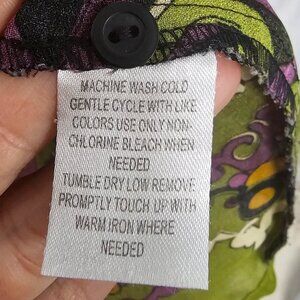 MACHINE WASH COLD
GENTLE CYCLE WITH LIKE
COLORS USE ONLY NON-
CHLORINE BLEACH WHEN
NEEDED
TUMBLE DRY LOW REMOVE
PROMPTLY TOUCH UP WITH
WARM IRON WHERE
NEEDED